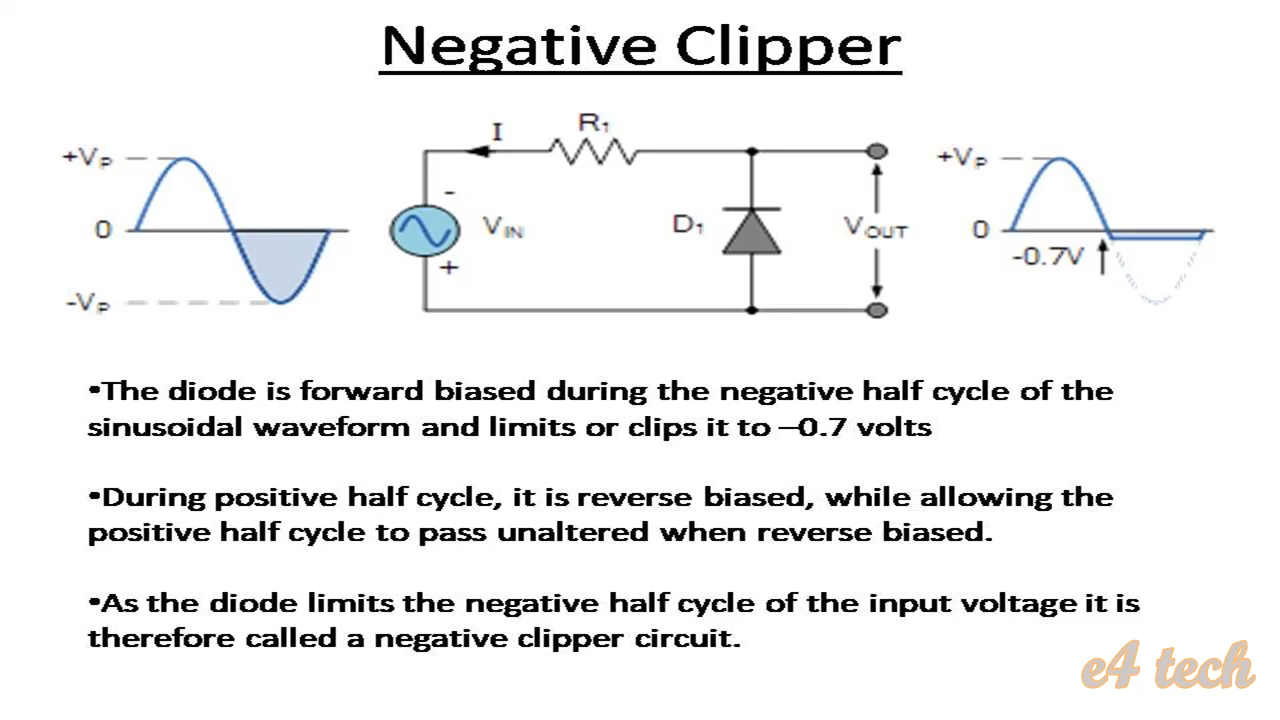 Negative Clipper
+VP
0
-VP
I
R1
-
VIN
+
D1
VOUT
+VP
0
-0.7V
•The diode is forward biased during the negative half cycle of the
sinusoidal waveform and limits or clips it to –0.7 volts
•During positive half cycle, it is reverse biased, while allowing the
positive half cycle to pass unaltered when reverse biased.
•As the diode limits the negative half cycle of the input voltage it is
therefore called a negative clipper circuit.
e4 tech